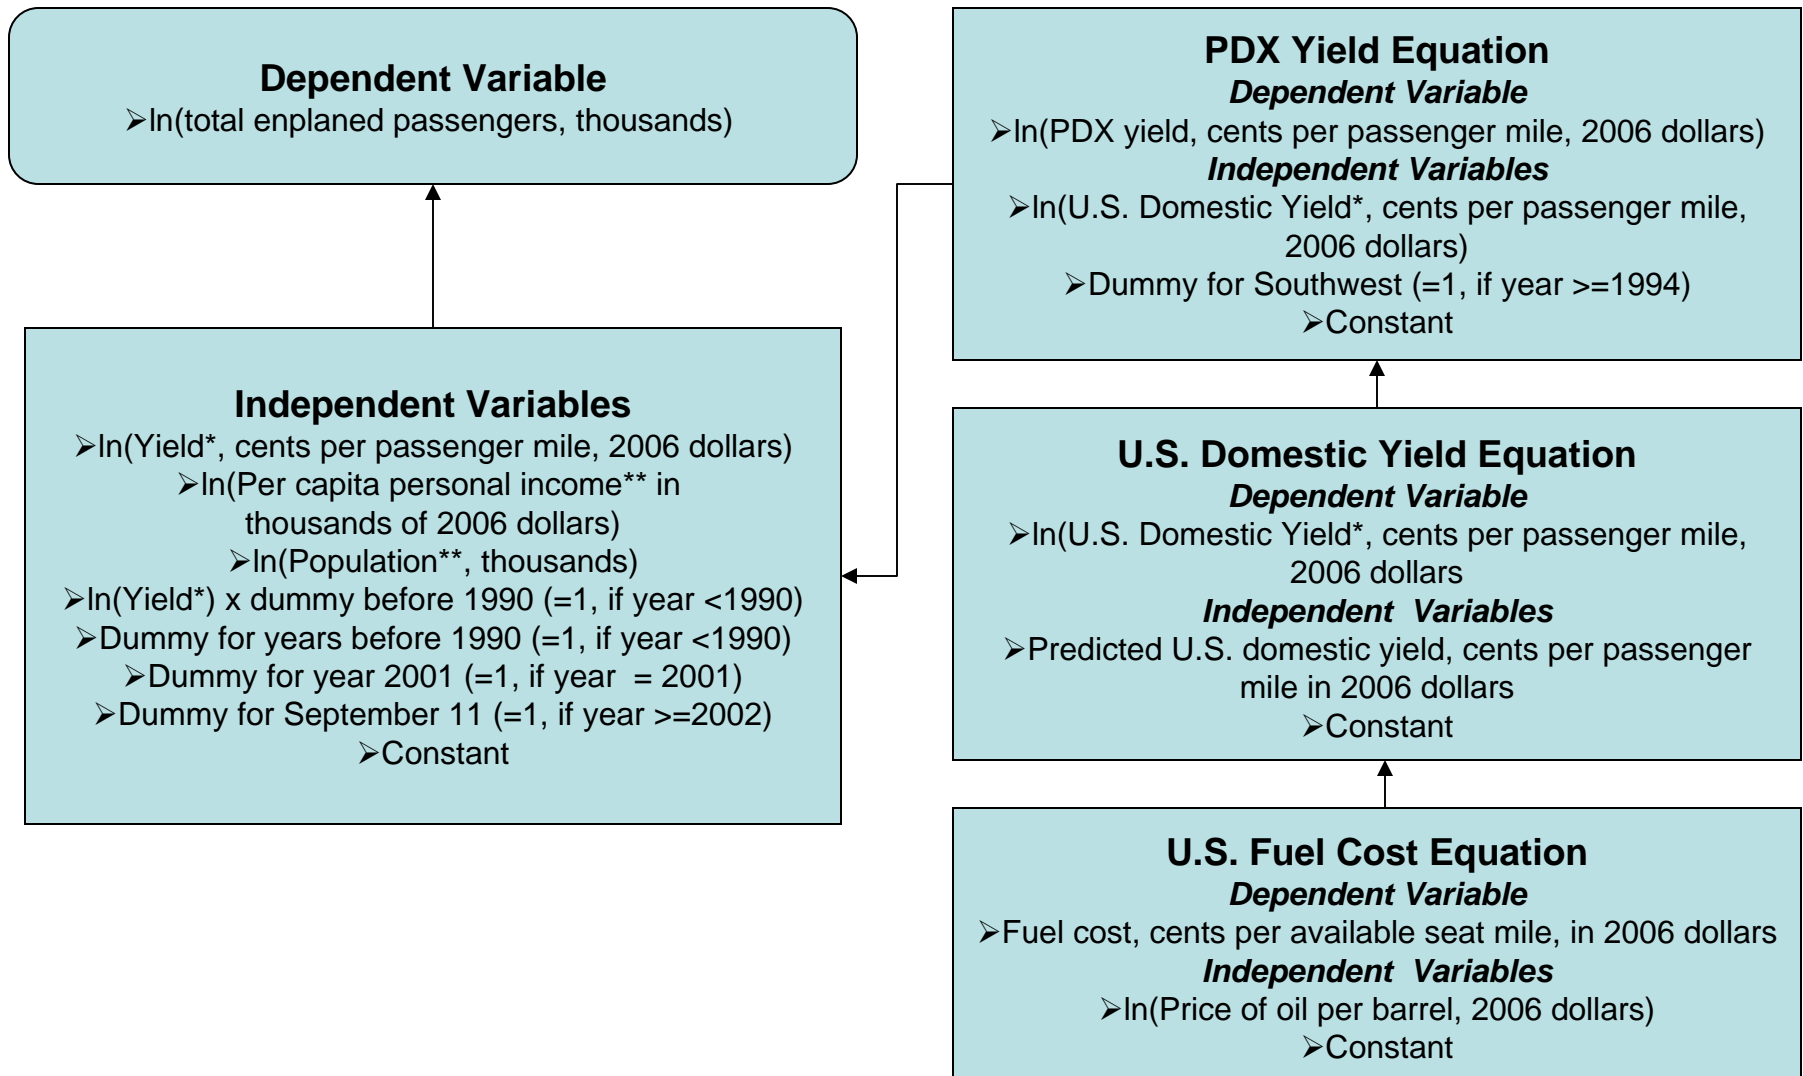 Dependent Variable
➢ln(total enplaned passengers, thousands)
Independent Variables
➢ln(Yield*, cents per passenger mile, 2006 dollars)
➢ln(Per capita personal income** in
thousands of 2006 dollars)
➢ln(Population**, thousands)
➢ln(Yield*) x dummy before 1990 (=1, if year <1990)
➢Dummy for years before 1990 (=1, if year <1990)
➢Dummy for year 2001 (=1, if year = 2001)
➢Dummy for September 11 (=1, if year >=2002)
➢Constant
PDX Yield Equation
Dependent Variable
➢ln(PDX yield, cents per passenger mile, 2006 dollars)
Independent Variables
➢ln(U.S. Domestic Yield*, cents per passenger mile,
2006 dollars)
➢Dummy for Southwest (=1, if year >=1994)
➢Constant
U.S. Domestic Yield Equation
Dependent Variable
➢ln(U.S. Domestic Yield*, cents per passenger mile,
2006 dollars
Independent Variables
➢Predicted U.S. domestic yield, cents per passenger
mile in 2006 dollars
➢Constant
U.S. Fuel Cost Equation
Dependent Variable
➢Fuel cost, cents per available seat mile, in 2006 dollars
Independent Variables
➢ln(Price of oil per barrel, 2006 dollars)
➢Constant